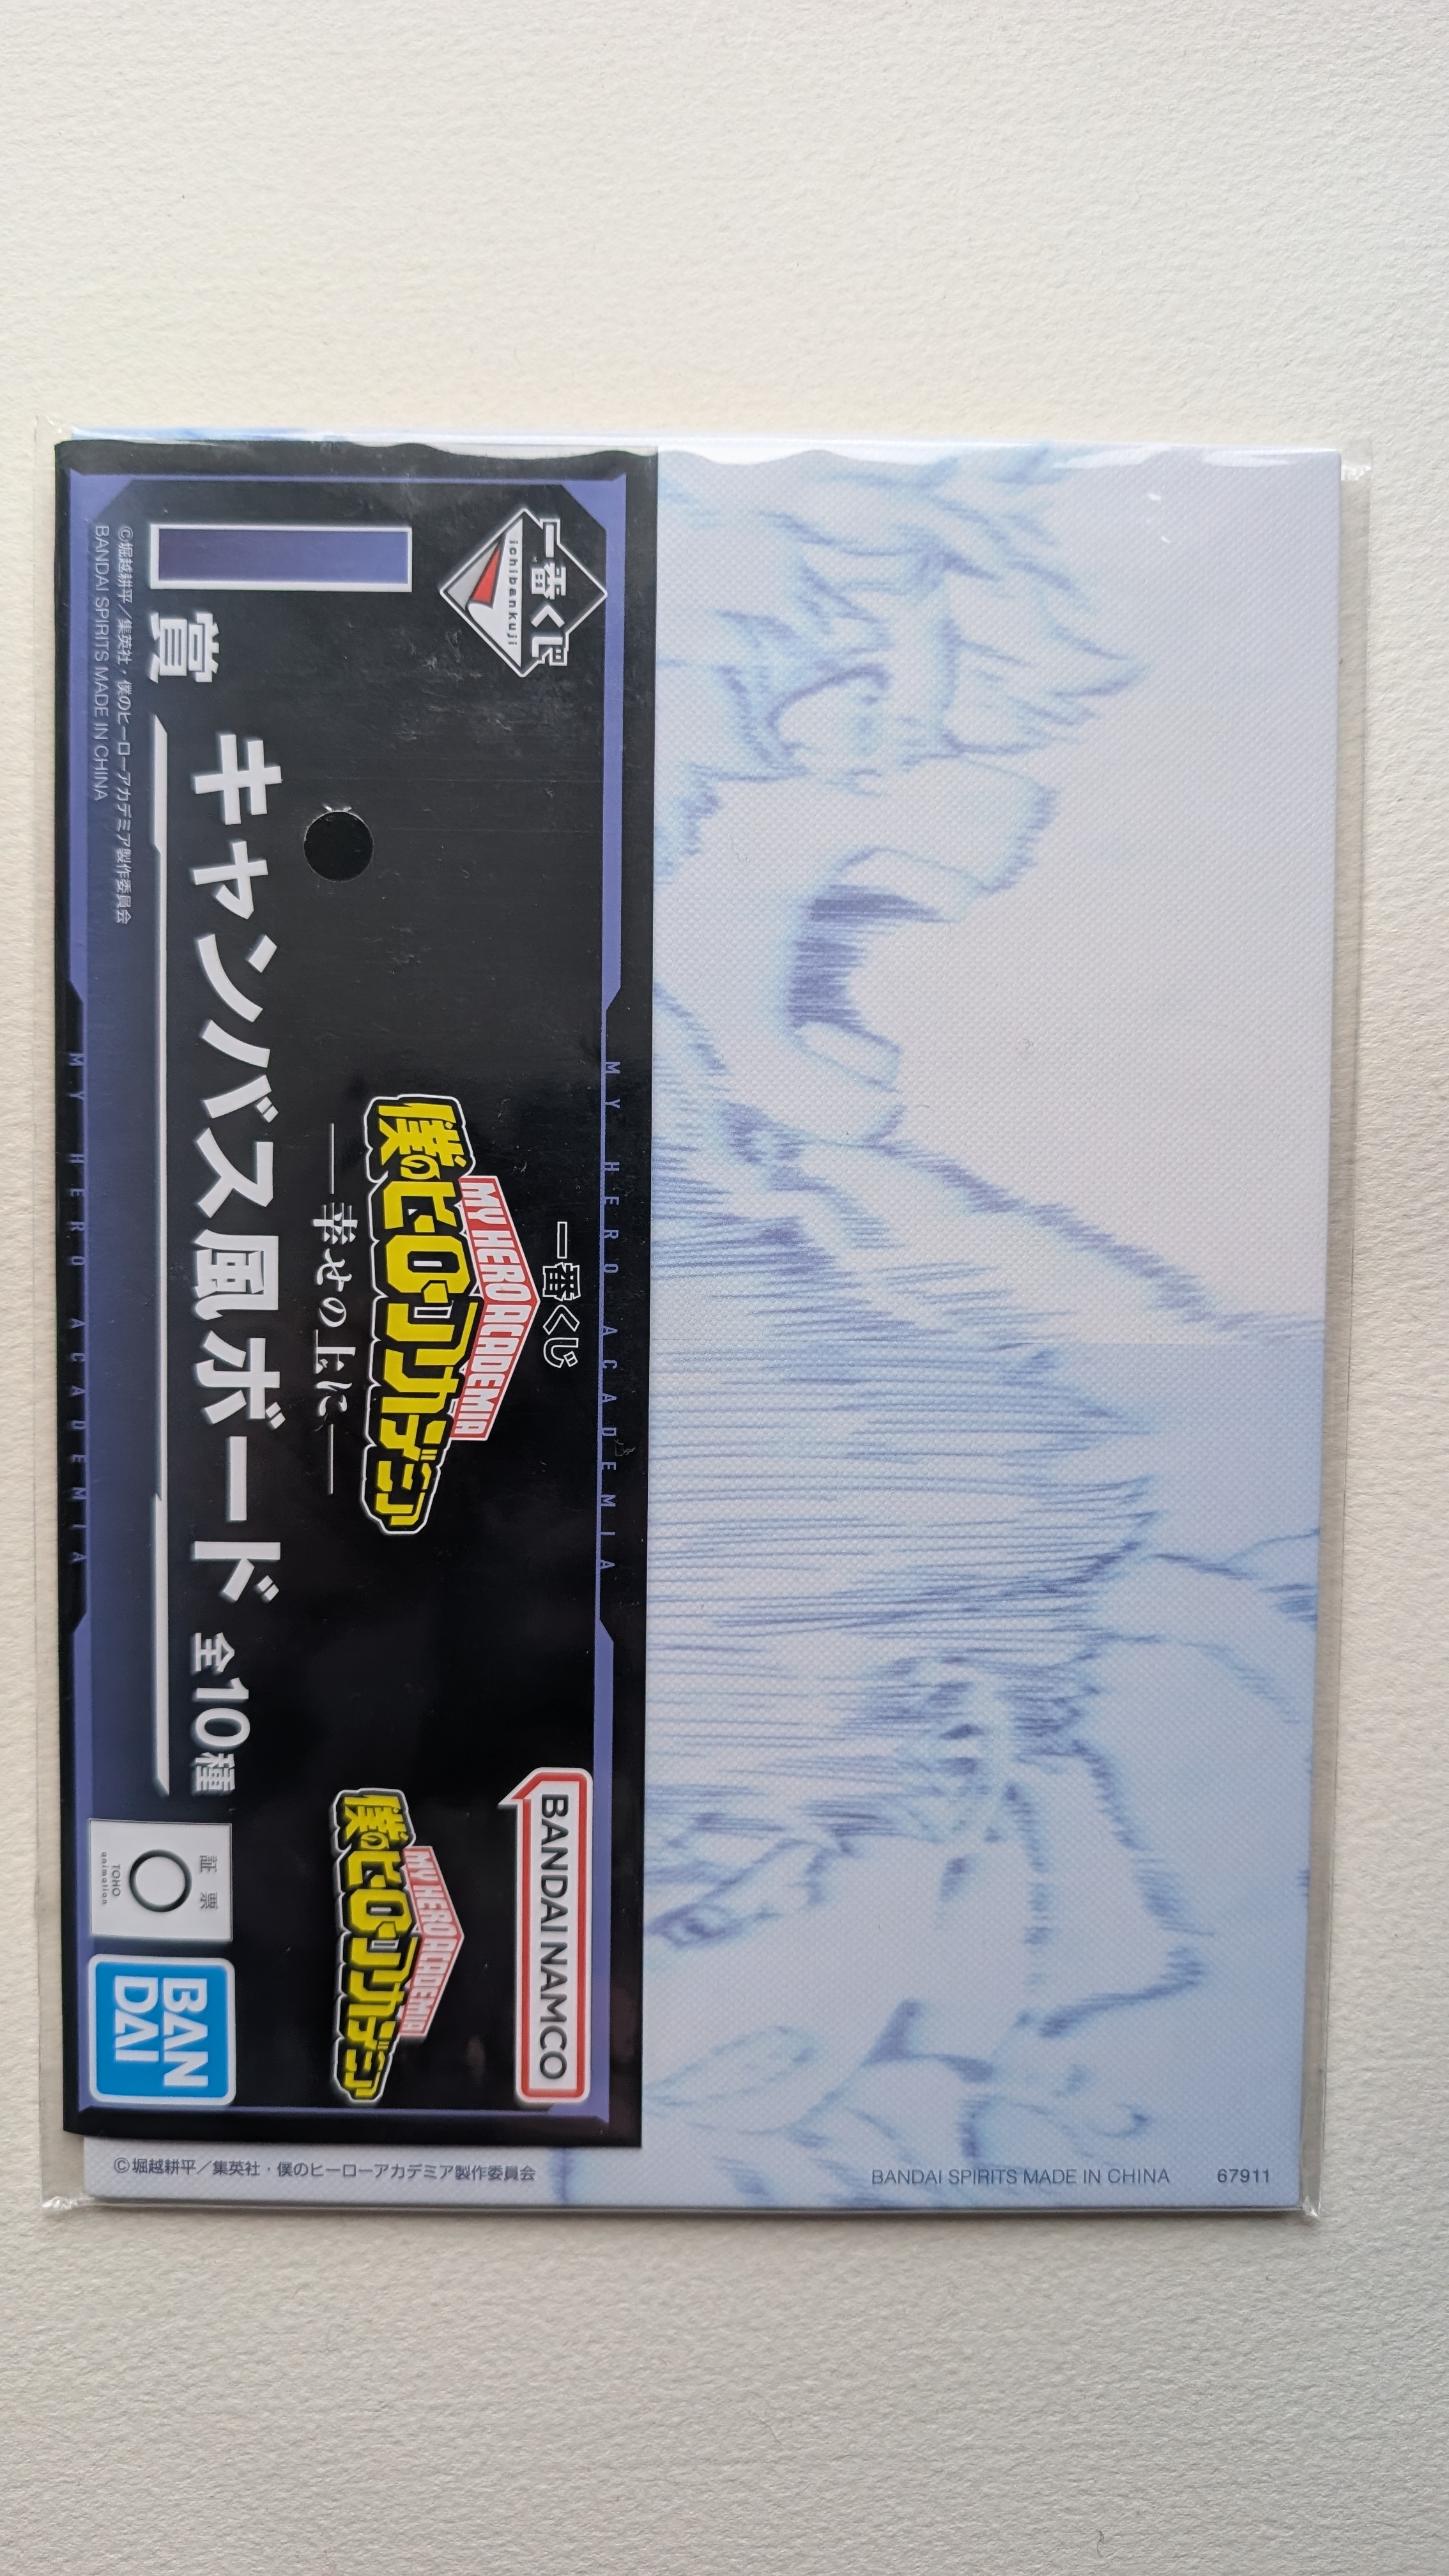 一番くじ
ichibankuji
MY HERO ACADEMIA
一番くじ
MY HERO ACADEMIA
僕のヒーローアカデミア
―幸せの上に―
BANDAI NAMCO
MY HERO ACADEMIA
僕のヒーローアカデミア
I賞
キャンバス風ボード 全10種
証票
TOHO
animation
BAN
DAI
©堀越耕平／集英社・僕のヒーローアカデミア製作委員会
BANDAI SPIRITS MADE IN CHINA
MY HERO ACADEMIA
BANDAI SPIRITS MADE IN CHINA 67911
©堀越耕平／集英社・僕のヒーローアカデミア製作委員会